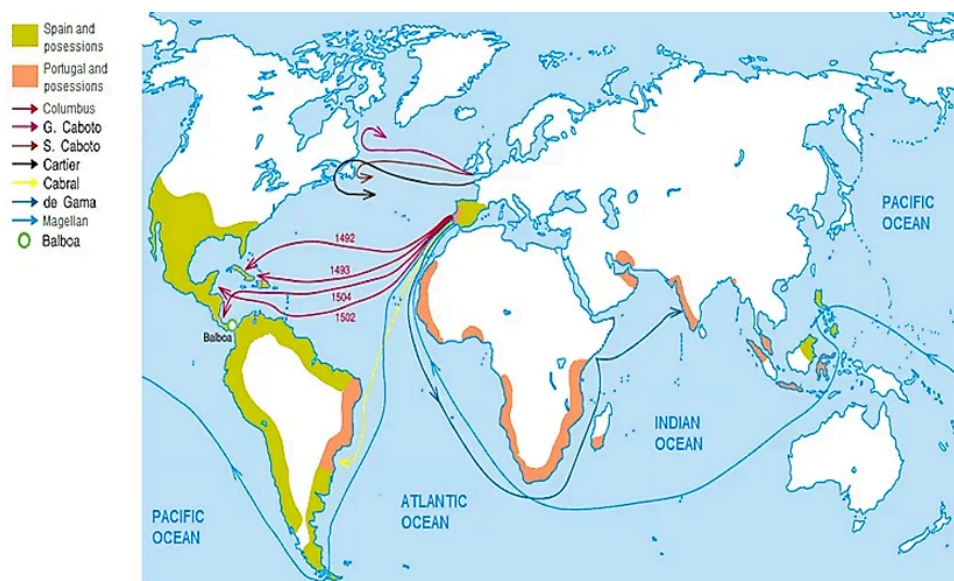 Spain and
posessions
Portugal and
posessions
Columbus
G. Caboto
S. Caboto
Cartier
Cabral
de Gama
Magellan
Balboa
PACIFIC
OCEAN
1492
1493
1504
1502
Balboa
INDIAN
OCEAN
ATLANTIC
OCEAN
PACIFIC
OCEAN